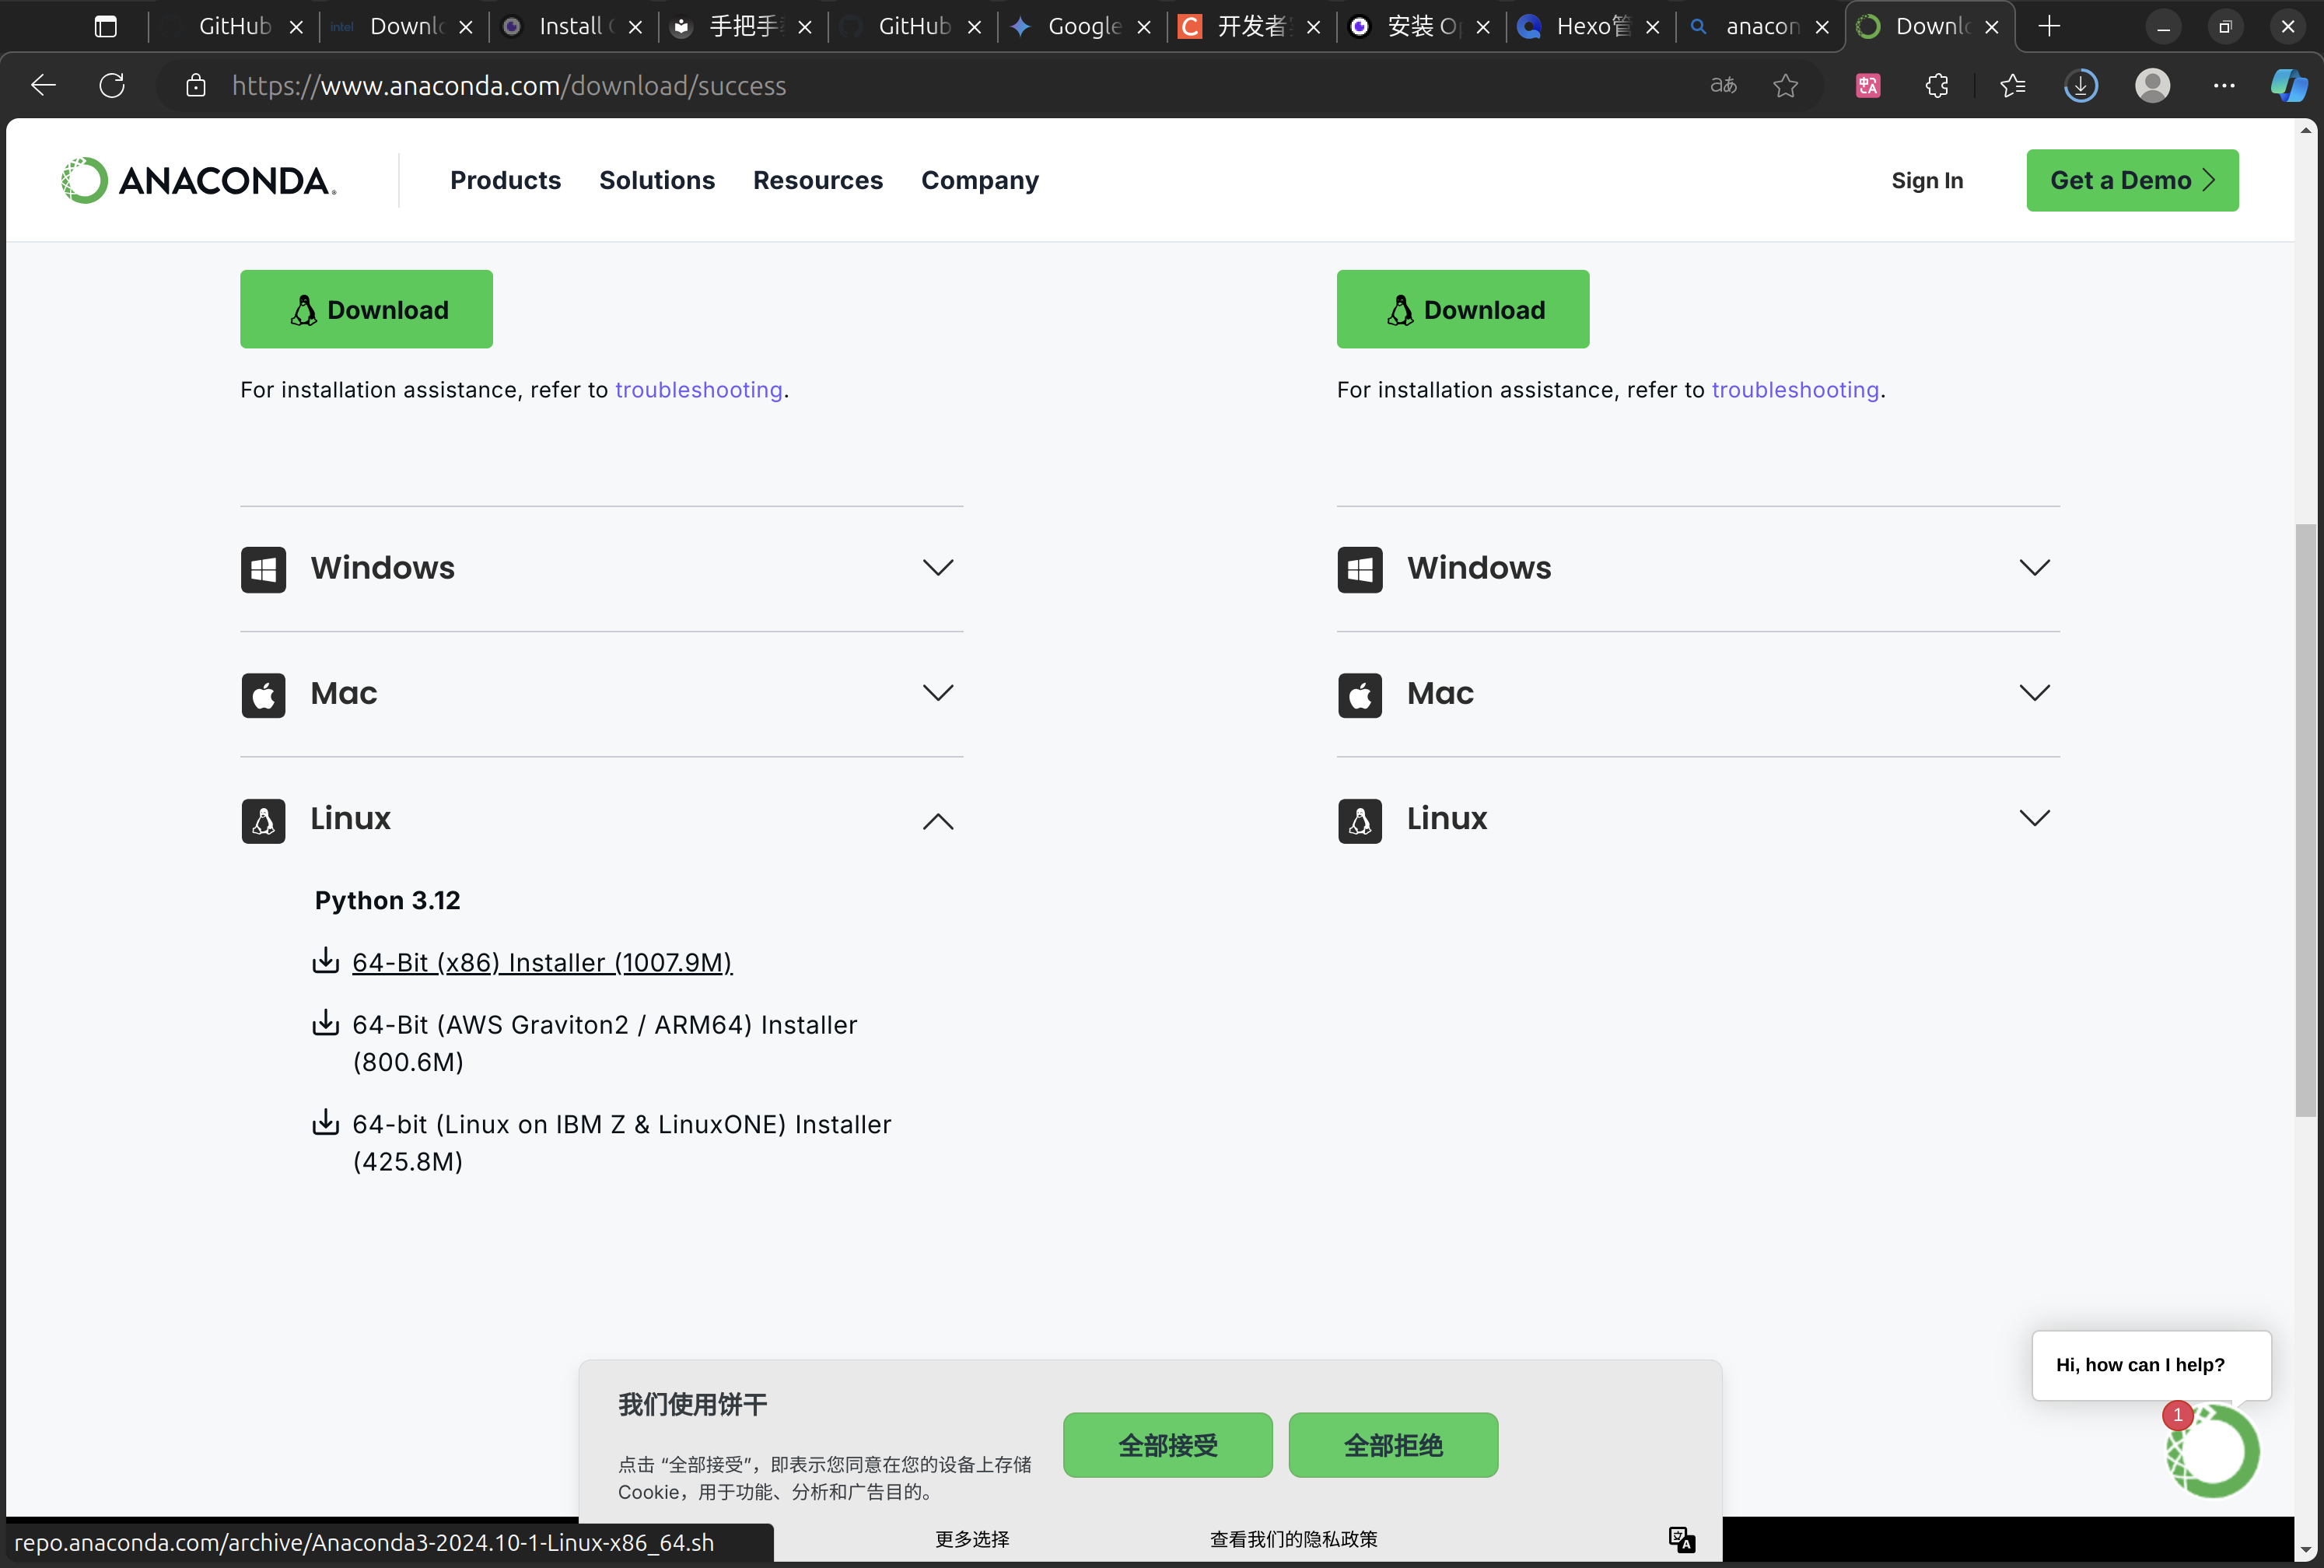 GitHub
Downlo
Install
手把手
GitHub
Google
开发者
安装 Op
Hexo管
anacon
Downlo
https://www.anaconda.com/download/success
ANACONDA.
Products
Solutions
Resources
Company
Sign In
Get a Demo
Download
For installation assistance, refer to troubleshooting.
Windows
Mac
Linux
Python 3.12
64-Bit (x86) Installer (1007.9M)
64-Bit (AWS Graviton2 / ARM64) Installer
(800.6M)
64-bit (Linux on IBM Z & LinuxONE) Installer
(425.8M)
Download
For installation assistance, refer to troubleshooting.
Windows
Mac
Linux
Hi, how can I help?
1
我们使用饼干
点击 “全部接受”，即表示您同意在您的设备上存储
Cookie，用于功能、分析和广告目的。
全部接受
全部拒绝
更多选择
查看我们的隐私政策
repo.anaconda.com/archive/Anaconda3-2024.10-1-Linux-x86_64.sh